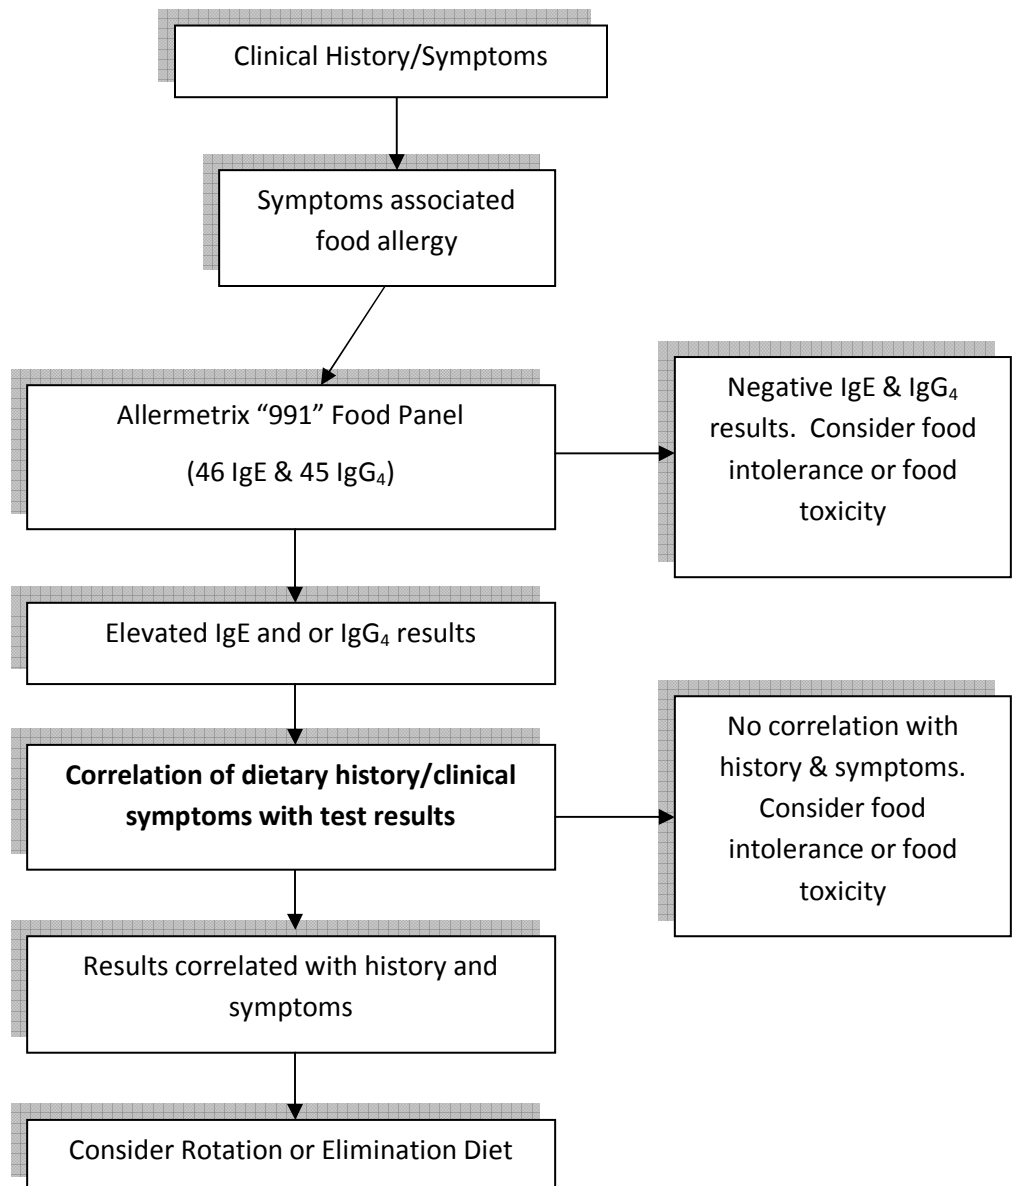 Clinical History/Symptoms
Symptoms associated
food allergy
Allermetrix “991” Food Panel
(46 IgE & 45 IgG₄)
Negative IgE & IgG₄
results.  Consider food
intolerance or food
toxicity
Elevated IgE and or IgG₄ results
Correlation of dietary history/clinical
symptoms with test results
No correlation with
history & symptoms.
Consider food
intolerance or food
toxicity
Results correlated with history and
symptoms
Consider Rotation or Elimination Diet